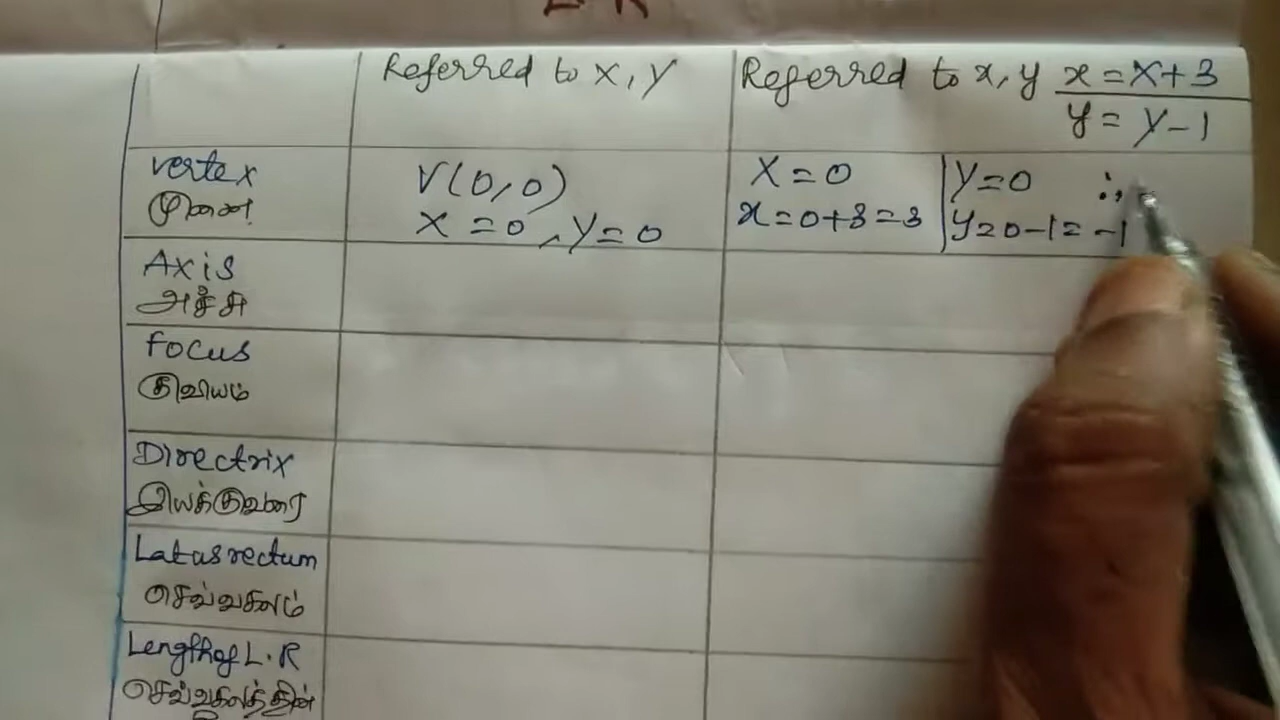 L R
Referred to X, Y
Referred to x, y x = X+3
y = Y-1
Vertex
முனை
V(0,0)
X = 0, Y = 0
X = 0
x = 0+3 = 3
Y = 0 ∴
y = 0-1 = -1
Axis
அச்சு
Focus
குவியம்
Directrix
இயக்குவரை
Latus rectum
செவ்வகலம்
Length of L.R
செவ்வகலத்தின்